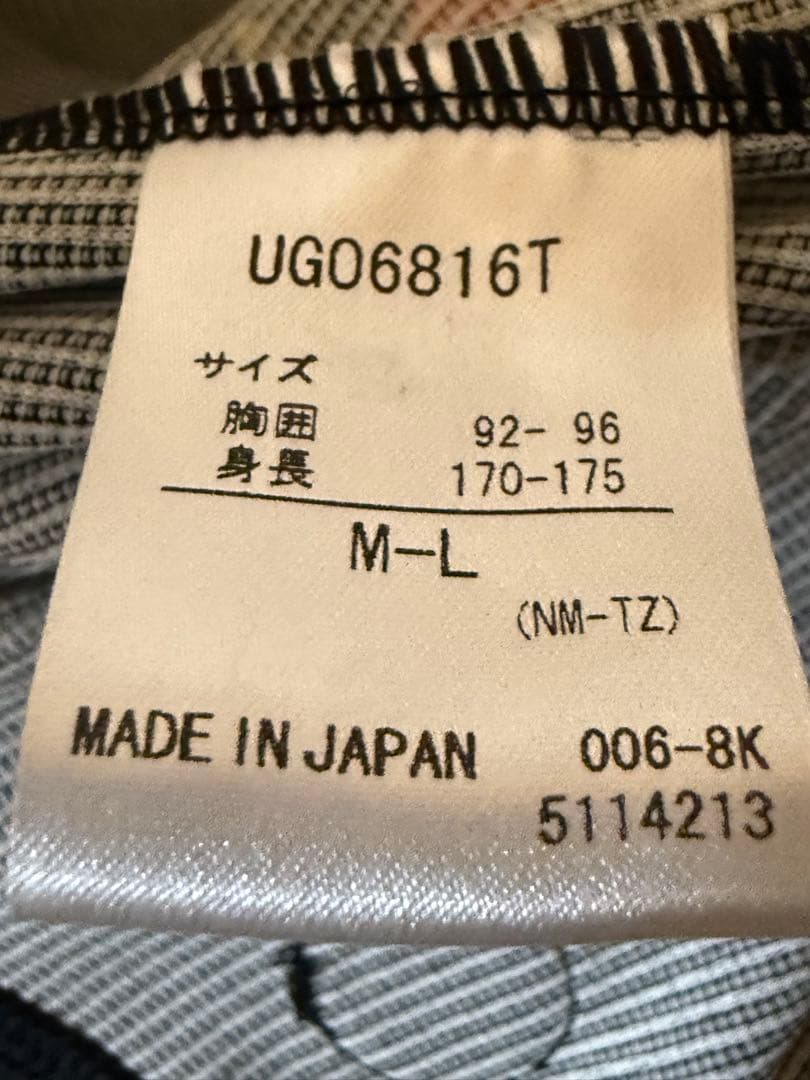 UG06816T
サイズ
胸囲 92- 96
身長 170-175
M-L
(NM-TZ)
MADE IN JAPAN 006-8K
5114213